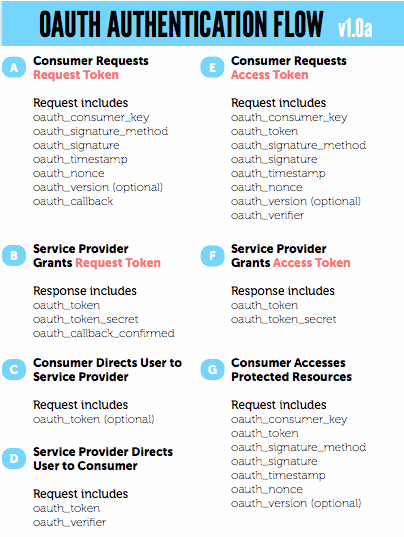 OAUTH AUTHENTICATION FLOW v1.0a
A
Consumer Requests
Request Token
Request includes
oauth_consumer_key
oauth_signature_method
oauth_signature
oauth_timestamp
oauth_nonce
oauth_version (optional)
oauth_callback
B
Service Provider
Grants Request Token
Response includes
oauth_token
oauth_token_secret
oauth_callback_confirmed
C
Consumer Directs User to
Service Provider
Request includes
oauth_token (optional)
D
Service Provider Directs
User to Consumer
Request includes
oauth_token
oauth_verifier
E
Consumer Requests
Access Token
Request includes
oauth_consumer_key
oauth_token
oauth_signature_method
oauth_signature
oauth_timestamp
oauth_nonce
oauth_version (optional)
oauth_verifier
F
Service Provider
Grants Access Token
Response includes
oauth_token
oauth_token_secret
G
Consumer Accesses
Protected Resources
Request includes
oauth_consumer_key
oauth_token
oauth_signature_method
oauth_signature
oauth_timestamp
oauth_nonce
oauth_version (optional)